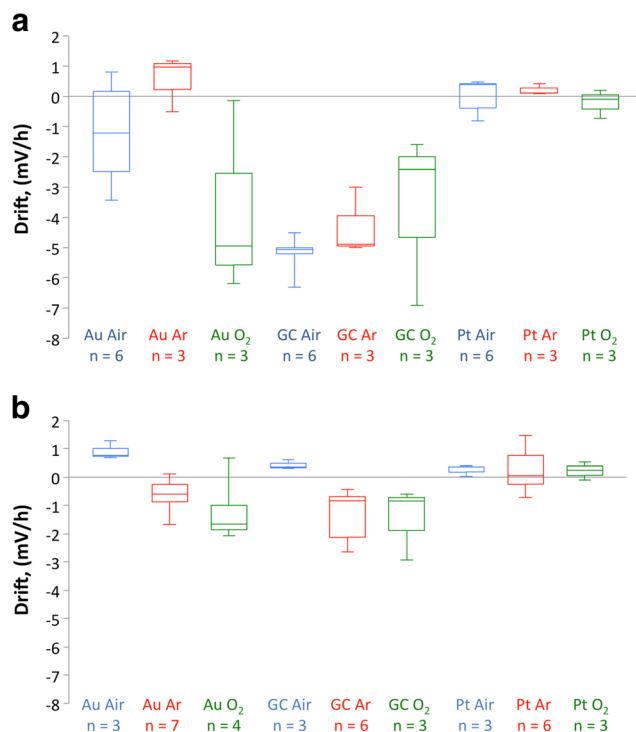 a
2
1
0
-1
-2
-3
-4
-5
-6
-7
-8
Drift, (mV/h)
Au Air Au Ar Au O₂ GC Air GC Ar GC O₂ Pt Air Pt Ar Pt O₂
n = 6 n = 3 n = 3 n = 6 n = 3 n = 3 n = 6 n = 3 n = 3
b
2
1
0
-1
-2
-3
-4
-5
-6
-7
-8
Drift, (mV/h)
Au Air Au Ar Au O₂ GC Air GC Ar GC O₂ Pt Air Pt Ar Pt O₂
n = 3 n = 7 n = 4 n = 3 n = 6 n = 3 n = 3 n = 6 n = 3